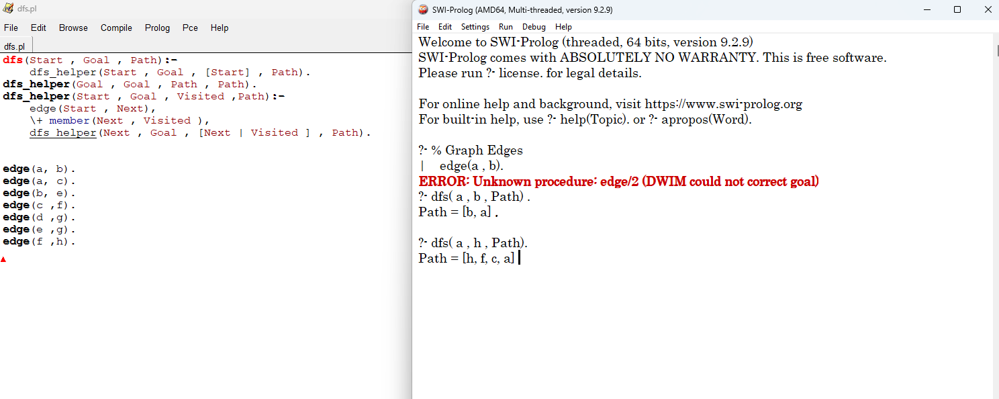 dfs.pl
File Edit Browse Compile Prolog Pce Help
dfs.pl
dfs(Start , Goal , Path):-
    dfs_helper(Start , Goal , [Start] , Path).
dfs_helper(Goal , Goal , Path , Path).
dfs_helper(Start , Goal , Visited ,Path):-
    edge(Start , Next),
    \+ member(Next , Visited ),
    dfs_helper(Next , Goal , [Next | Visited ] , Path).
edge(a, b).
edge(a, c).
edge(b, e).
edge(c ,f).
edge(d ,g).
edge(e ,g).
edge(f ,h).
SWI-Prolog (AMD64, Multi-threaded, version 9.2.9)
File Edit Settings Run Debug Help
Welcome to SWI-Prolog (threaded, 64 bits, version 9.2.9)
SWI-Prolog comes with ABSOLUTELY NO WARRANTY. This is free software.
Please run ?- license. for legal details.
For online help and background, visit https://www.swi-prolog.org
For built-in help, use ?- help(Topic). or ?- apropos(Word).
?- % Graph Edges
|    edge(a , b).
ERROR: Unknown procedure: edge/2 (DWIM could not correct goal)
?- dfs( a , b , Path) .
Path = [b, a] .
?- dfs( a , h , Path).
Path = [h, f, c, a]